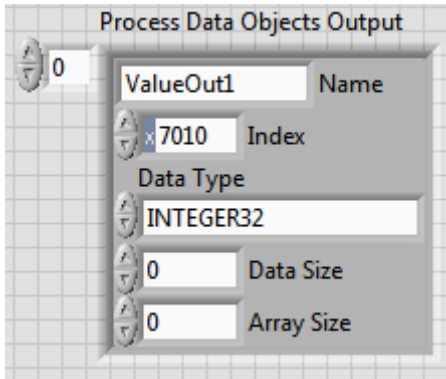 Process Data Objects Output
0
ValueOut1 Name
x 7010 Index
Data Type
INTEGER32
0 Data Size
0 Array Size